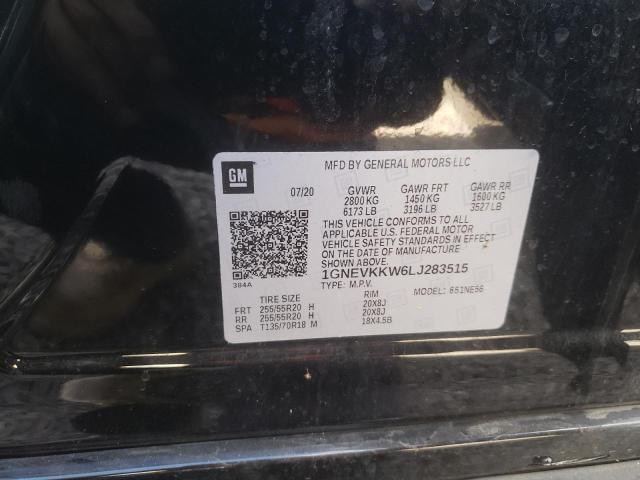 GM
MFD BY GENERAL MOTORS LLC
07/20 GVWR GAWR FRT GAWR RR
2800 KG 1450 KG 1600 KG
6173 LB 3196 LB 3527 LB
THIS VEHICLE CONFORMS TO ALL
APPLICABLE U.S. FEDERAL MOTOR
VEHICLE SAFETY STANDARDS IN EFFECT
ON THE DATE OF MANUFACTURE
SHOWN ABOVE.
1GNEVKKW6LJ283515
384A
TYPE: M.P.V. MODEL: 651NE56
TIRE SIZE RIM
FRT 255/55R20 H 20X8J
RR 255/55R20 H 20X8J
SPA T135/70R18 M 18X4.5B